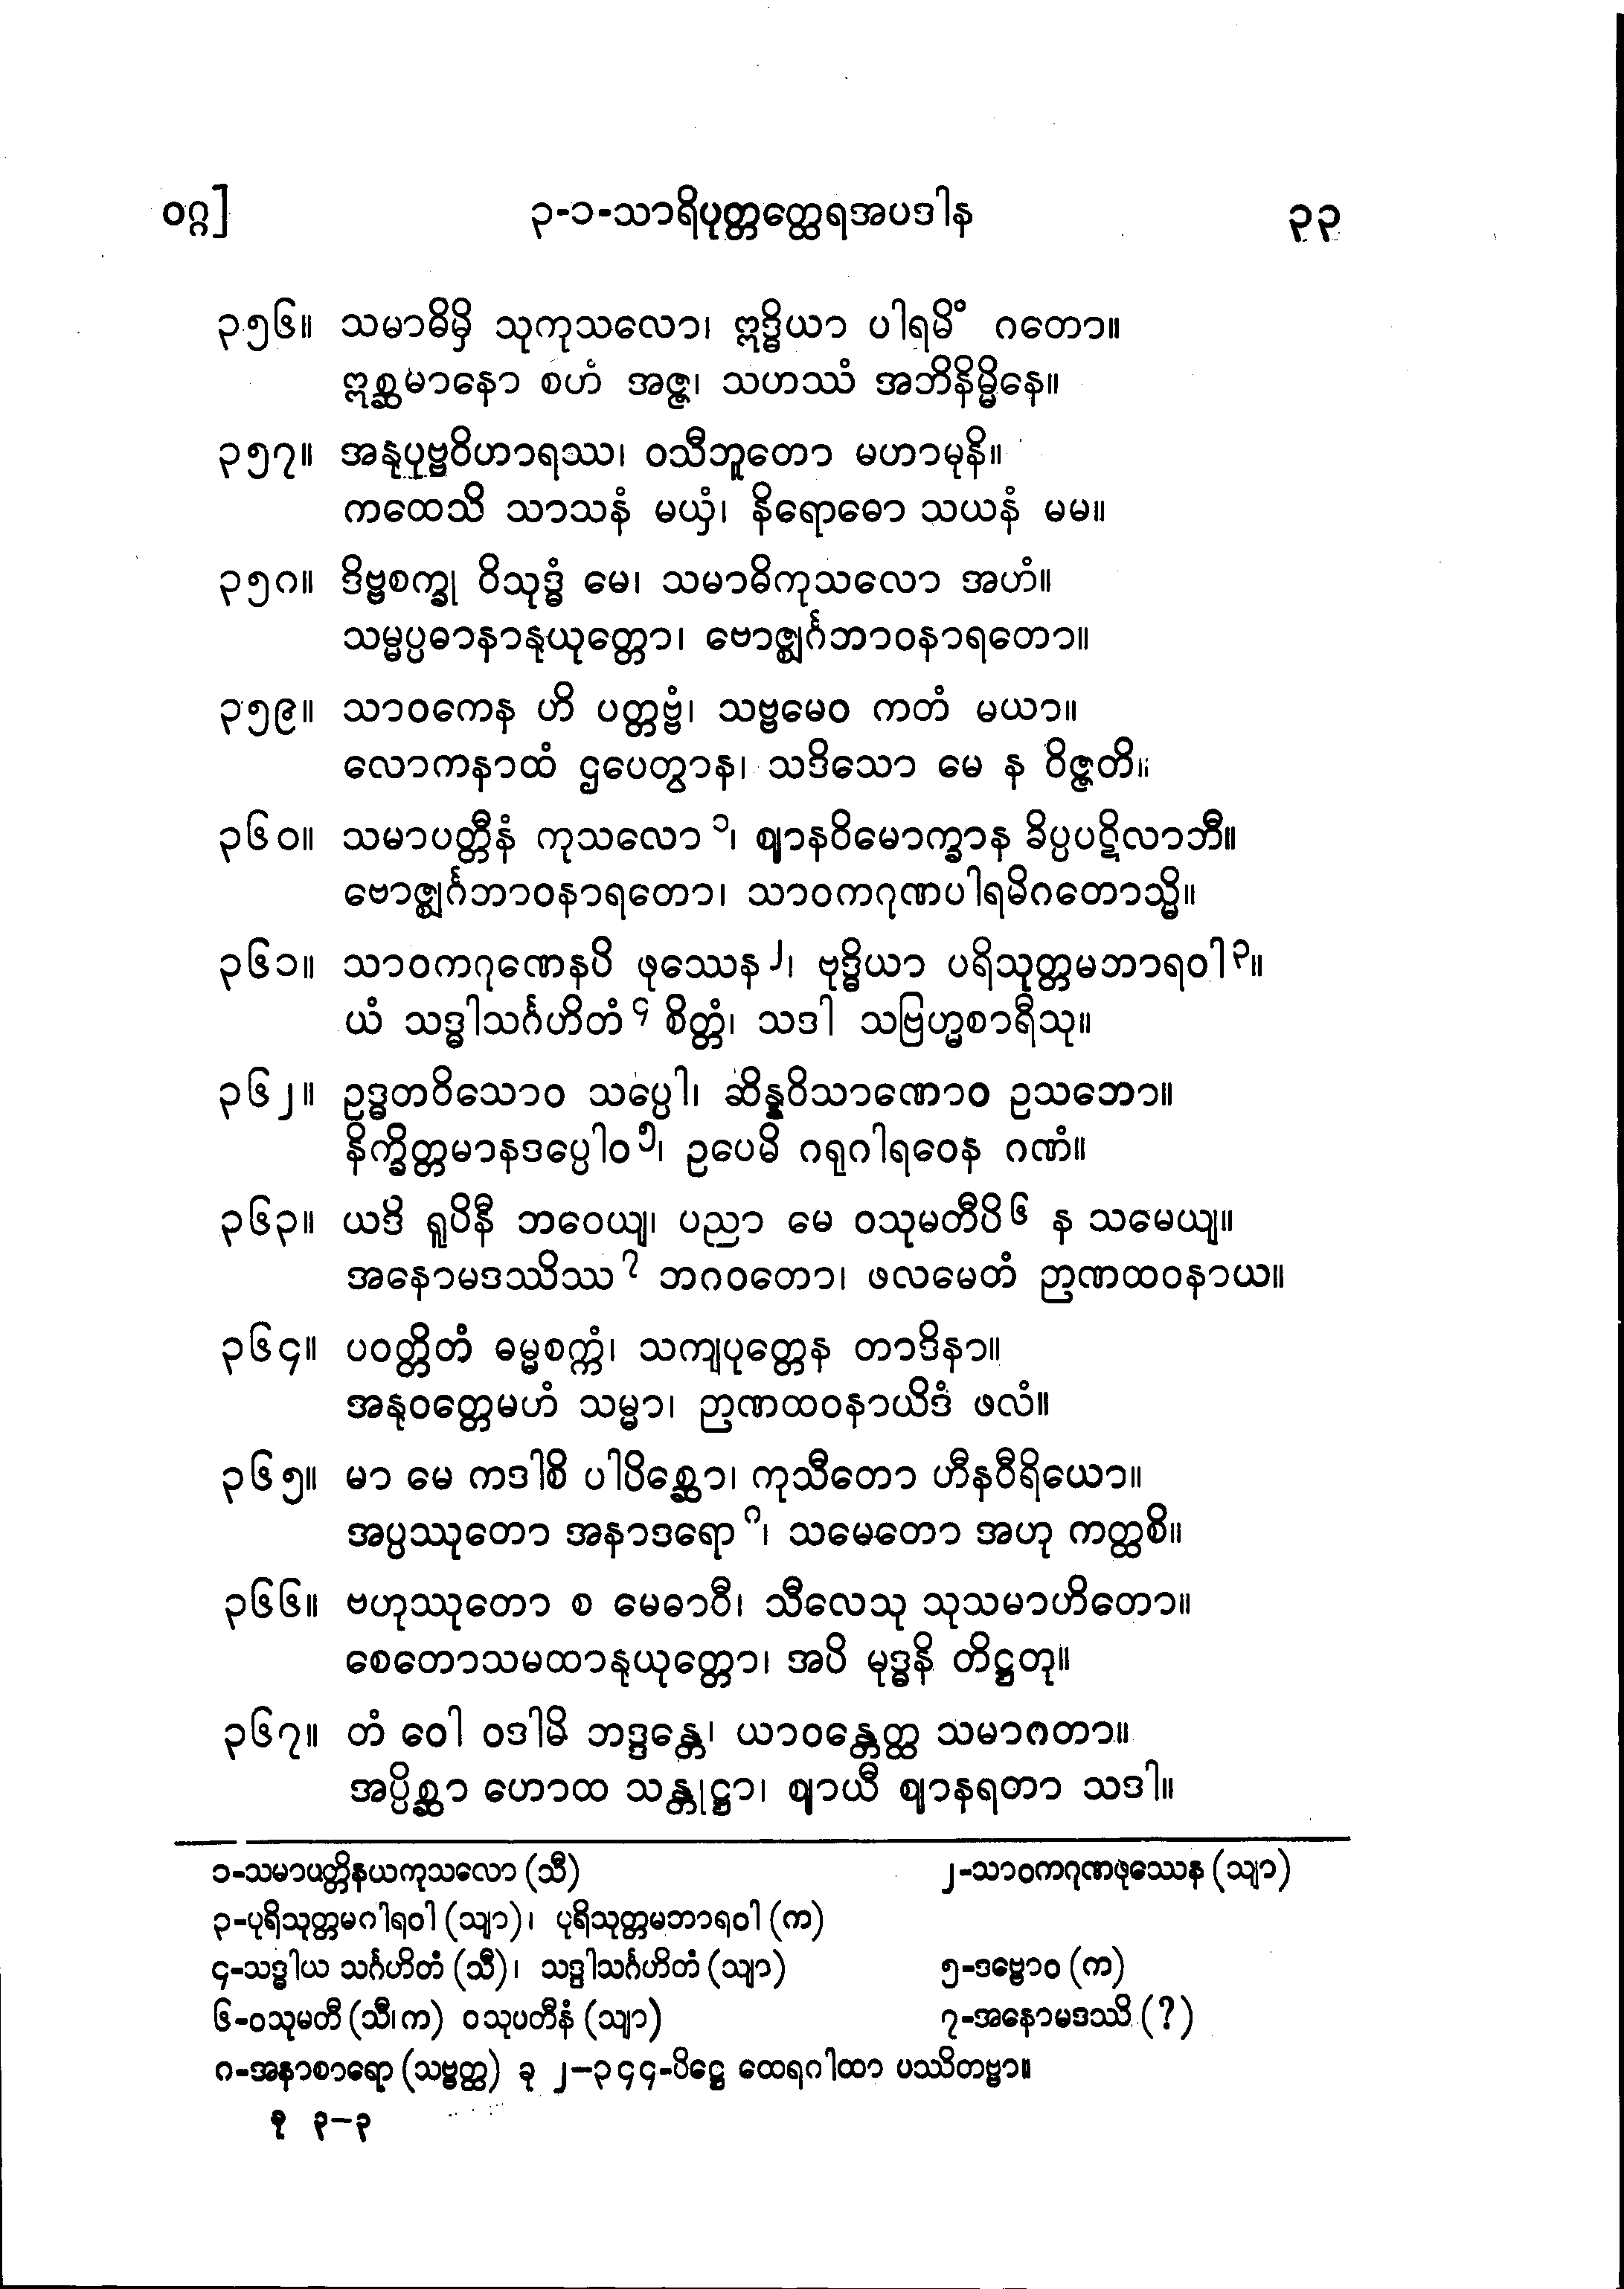 ဝဂ္ဂ] ၃-၁-သာရိပုတ္တတ္ထေရအပဒါန ၃၃
၃၅၆။ သမာဓိမှိ သုကုသလော၊ ဣဒ္ဓိယာ ပါရမိံ ဂတော။
ဣစ္ဆမာနော စဟံ အဇ္ဇ၊ သဟဿံ အဘိနိမ္မိနေ။
၃၅၇။ အနုပုဗ္ဗဝိဟာရဿ၊ ဝသီဘူတော မဟာမုနိ။
ကထေသိ သာသနံ မယှံ၊ နိရောဓော သယနံ မမ။
၃၅၈။ ဒိဗ္ဗစက္ခု ဝိသုဒ္ဓံ မေ၊ သမာဓိကုသလော အဟံ။
သမ္မပ္ပဓာနာနုယုတ္တော၊ ဗောဇ္ဈင်္ဂဘာဝနာရတော။
၃၅၉။ သာဝကေန ဟိ ပတ္တဗ္ဗံ၊ သဗ္ဗမေဝ ကတံ မယာ။
လောကနာထံ ဌပေတွာန၊ သဒိသော မေ န ဝိဇ္ဇတိ။
၃၆၀။ သမာပတ္တီနံ ကုသလော ၁၊ ဈာနဝိမောက္ခာန ခိပ္ပပဋိလာဘီ။
ဗောဇ္ဈင်္ဂဘာဝနာရတော၊ သာဝကဂုဏပါရမိဂတောသ္မိ။
၃၆၁။ သာဝကဂုဏေနပိ ဖုဿေန ၂၊ ဗုဒ္ဓိယာ ပရိသုတ္တမဘာရဝါ ၃။
ယံ သဒ္ဓါသင်္ဂဟိတံ ၄ စိတ္တံ၊ သဒါ သဗြဟ္မစာရီသု။
၃၆၂။ ဥဒ္ဓတဝိသောဝ သပ္ပေါ၊ ဆိန္နဝိသာဏောဝ ဥသဘော။
နိက္ခိတ္တမာနဒပ္ပေါဝ ၅၊ ဥပေမိ ဂရုဂါရဝေန ဂဏံ။
၃၆၃။ ယဒိ ရူပိနီ ဘဝေယျ၊ ပညာ မေ ဝသုမတီပိ ၆ န သမေယျ။
အနောမဒဿိဿ ၇ ဘဂဝတော၊ ဖလမေတံ ဉာဏထဝနာယ။
၃၆၄။ ပဝတ္တိတံ ဓမ္မစက္ကံ၊ သကျပုတ္တေန တာဒိနာ။
အနုဝတ္တေမဟံ သမ္မာ၊ ဉာဏထဝနာယိဒံ ဖလံ။
၃၆၅။ မာ မေ ကဒါစိ ပါပိစ္ဆော၊ ကုသီတော ဟီနဝီရိယော။
အပ္ပဿုတော အနာဒရော ၈၊ သမေတော အဟု ကတ္ထစိ။
၃၆၆။ ဗဟုဿုတော စ မေဓာဝီ၊ သီလေသု သုသမာဟိတော။
စေတောသမထာနုယုတ္တော၊ အပိ မုဒ္ဓနိ တိဋ္ဌတု။
၃၆၇။ တံ ဝေါ ဝဒါမိ ဘဒ္ဒန္တေ၊ ယာဝန္တေတ္ထ သမာဂတာ။
အပ္ပိစ္ဆာ ဟောထ သန္တုဋ္ဌာ၊ ဈာယီ ဈာနရတာ သဒါ။
၁-သမာပတ္တိနယကုသလော (သီ) ၂-သာဝကဂုဏဖုဿေန (သျာ)
၃-ပုရိသုတ္တမဂါရဝါ (သျာ)၊ ပုရိသုတ္တမဘာရဝါ (က)
၄-သဒ္ဓါယ သင်္ဂဟိတံ (သီ)၊ သဒ္ဒါသင်္ဂဟိတံ (သျာ) ၅-ဒဗ္ဗောဝ (က)
၆-ဝသုမတီ (သီ၊က) ဝသုပတီနံ (သျာ) ၇-အနောမဒဿိ (?)
၈-အနာစာရော (သဗ္ဗတ္ထ) ခု ၂–၃၄၄-ပိဋ္ဌေ ထေရဂါထာ ပဿိတဗ္ဗာ။
ခု ၃–၃